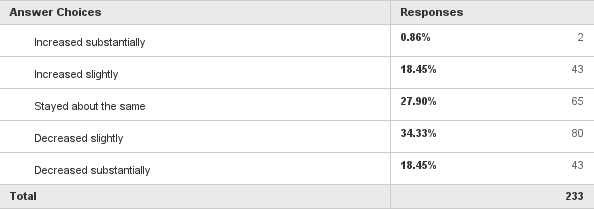 Answer Choices Responses
Increased substantially 0.86% 2
Increased slightly 18.45% 43
Stayed about the same 27.90% 65
Decreased slightly 34.33% 80
Decreased substantially 18.45% 43
Total 233